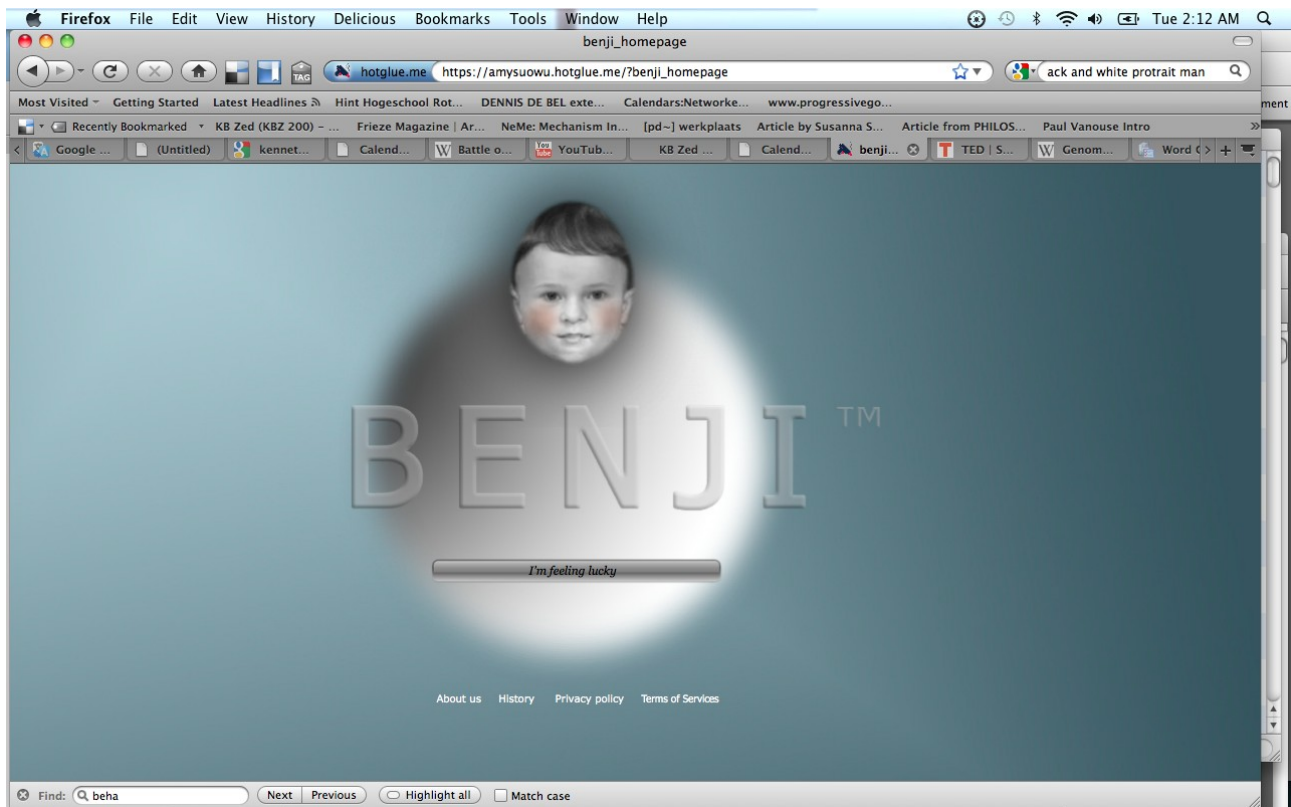 Firefox File Edit View History Delicious Bookmarks Tools Window Help Tue 2:12 AM
benji_homepage
TAG hotglue.me https://amysuowu.hotglue.me/?benji_homepage ack and white protrait man
Most Visited Getting Started Latest Headlines Hint Hogeschool Rot... DENNIS DE BEL exte... Calendars:Networke... www.progressivego...
ment
Recently Bookmarked KB Zed (KBZ 200) – ... Frieze Magazine | Ar... NeMe: Mechanism In... [pd~] werkplaats Article by Susanna S... Article from PHILOS... Paul Vanouse Intro
Google ... (Untitled) kennet... Calend... Battle o... YouTub... KB Zed ... Calend... benji... TED | S... Genom... Word
BENJI™
I'm feeling lucky
About us History Privacy policy Terms of Services
Find: beha Next Previous Highlight all Match case